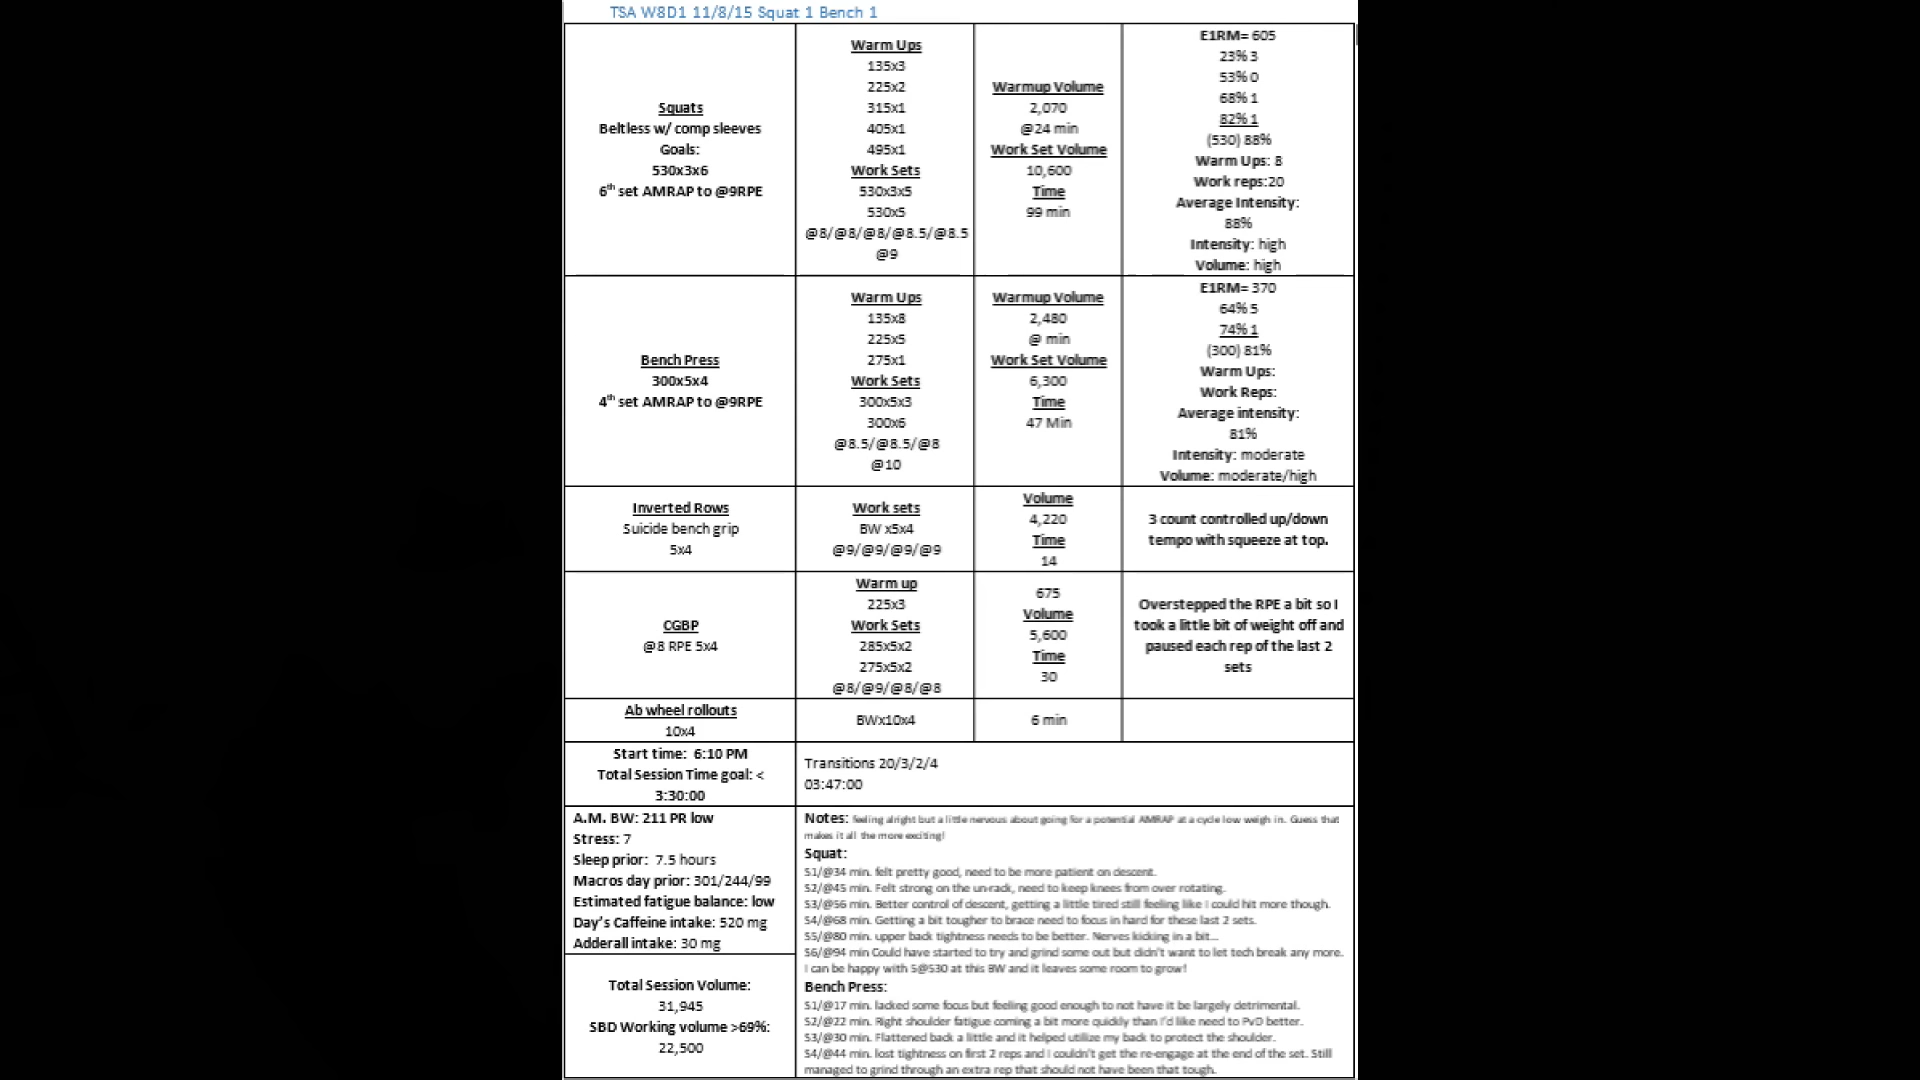 TSA W8D1 11/8/15 Squat 1 Bench 1
Squats
Beltless w/ comp sleeves
Goals:
530x3x6
6th set AMRAP to @9RPE
Warm Ups
135x3
225x2
315x1
405x1
495x1
Work Sets
530x3x5
530x5
@8/@8/@8/@8.5/@8.5
@9
Warmup Volume
2,070
@24 min
Work Set Volume
10,600
Time
99 min
E1RM= 605
23% 3
53% 0
68% 1
82% 1
(530) 88%
Warm Ups: 8
Work reps:20
Average Intensity:
88%
Intensity: high
Volume: high
Bench Press
300x5x4
4th set AMRAP to @9RPE
Warm Ups
135x8
225x5
275x1
Work Sets
300x5x3
300x6
@8.5/@8.5/@8
@10
Warmup Volume
2,480
@ min
Work Set Volume
6,300
Time
47 Min
E1RM= 370
64% 5
74% 1
(300) 81%
Warm Ups:
Work Reps:
Average intensity:
81%
Intensity: moderate
Volume: moderate/high
Inverted Rows
Suicide bench grip
5x4
Work sets
BW x5x4
@9/@9/@9/@9
Volume
4,220
Time
14
3 count controlled up/down
tempo with squeeze at top.
CGBP
@8 RPE 5x4
Warm up
225x3
Work Sets
285x5x2
275x5x2
@8/@9/@8/@8
675
Volume
5,600
Time
30
Overstepped the RPE a bit so I
took a little bit of weight off and
paused each rep of the last 2
sets
Ab wheel rollouts
10x4
BWx10x4
6 min
Start time: 6:10 PM
Total Session Time goal: <
3:30:00
Transitions 20/3/2/4
03:47:00
A.M. BW: 211 PR low
Stress: 7
Sleep prior: 7.5 hours
Macros day prior: 301/244/99
Estimated fatigue balance: low
Day's Caffeine intake: 520 mg
Adderall intake: 30 mg
Total Session Volume:
31,945
SBD Working volume >69%:
22,500
Notes: feeling alright but a little nervous about going for a potential AMRAP at a cycle low weigh in. Guess that
makes it all the more exciting!
Squat:
S1/@34 min. felt pretty good, need to be more patient on descent.
S2/@45 min. Felt strong on the un-rack, need to keep knees from over rotating.
S3/@56 min. Better control of descent, getting a little tired still feeling like I could hit more though.
S4/@68 min. Getting a bit tougher to brace need to focus in hard for these last 2 sets.
S5/@80 min. upper back tightness needs to be better. Nerves kicking in a bit...
S6/@94 min Could have started to try and grind some out but didn't want to let tech break any more.
I can be happy with 5@530 at this BW and it leaves some room to grow!
Bench Press:
S1/@17 min. lacked some focus but feeling good enough to not have it be largely detrimental.
S2/@22 min. Right shoulder fatigue coming a bit more quickly than I'd like need to PvD better.
S3/@30 min. Flattened back a little and it helped utilize my back to protect the shoulder.
S4/@44 min. lost tightness on first 2 reps and I couldn't get the re-engage at the end of the set. Still
managed to grind through an extra rep that should not have been that tough.